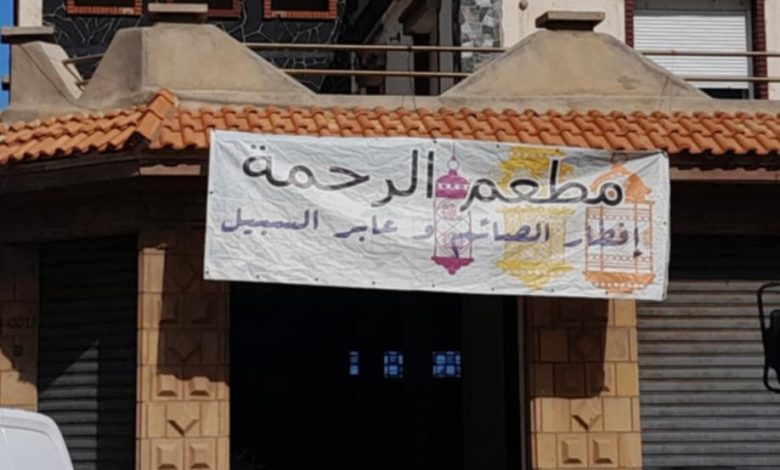 مطعم الرحمة
إفطار الصائم و عابر السبيل